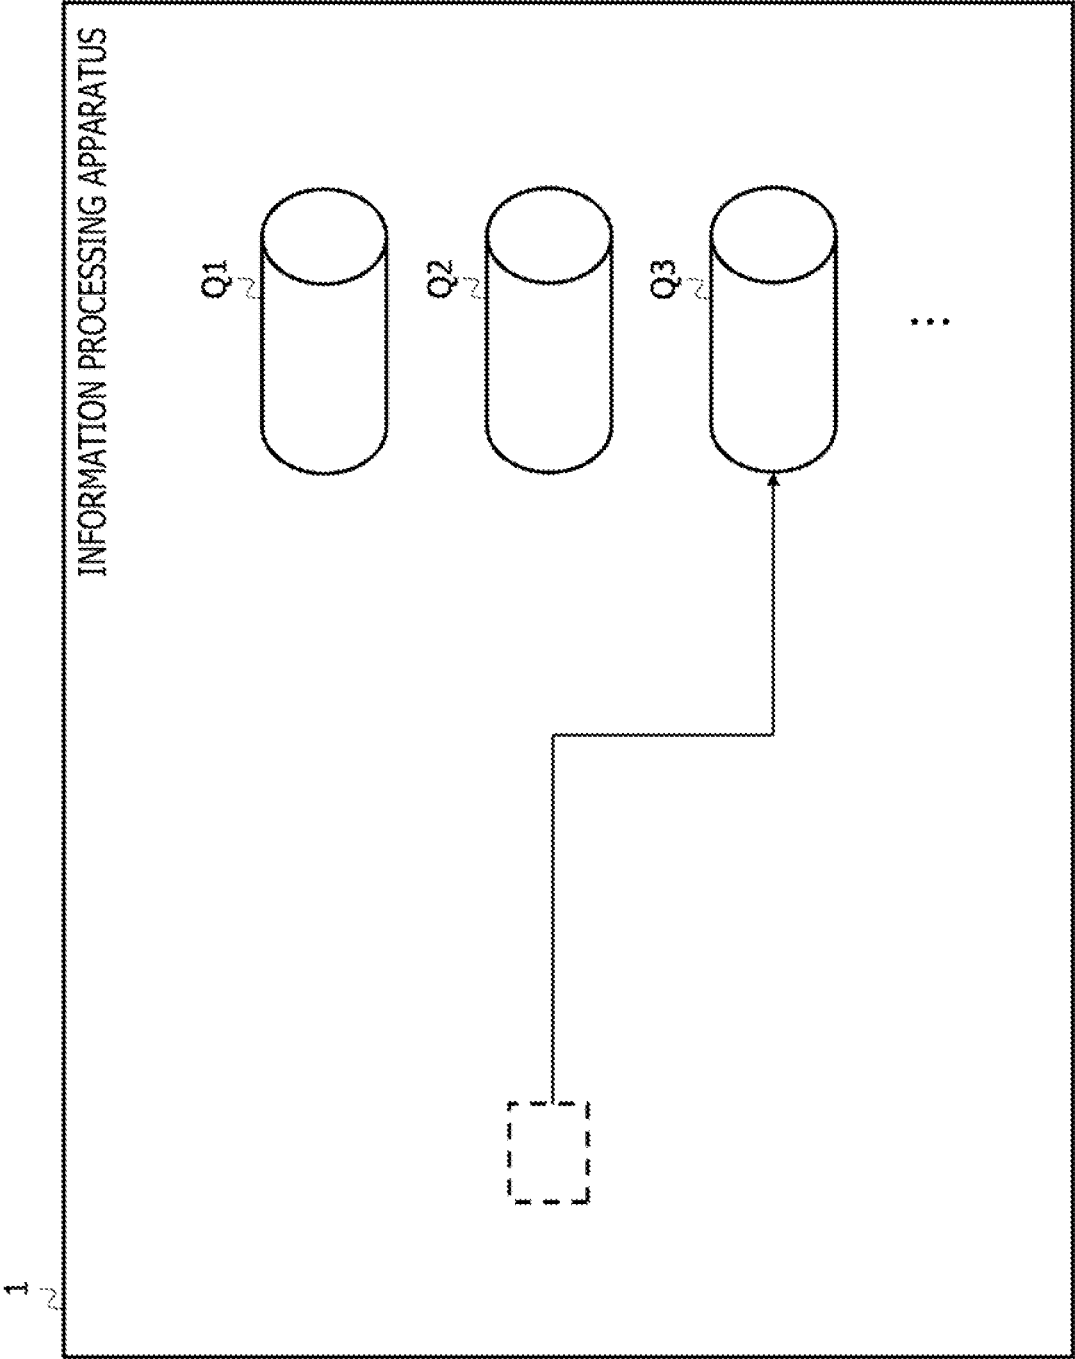 1
INFORMATION PROCESSING APPARATUS
Q1
Q2
Q3
...